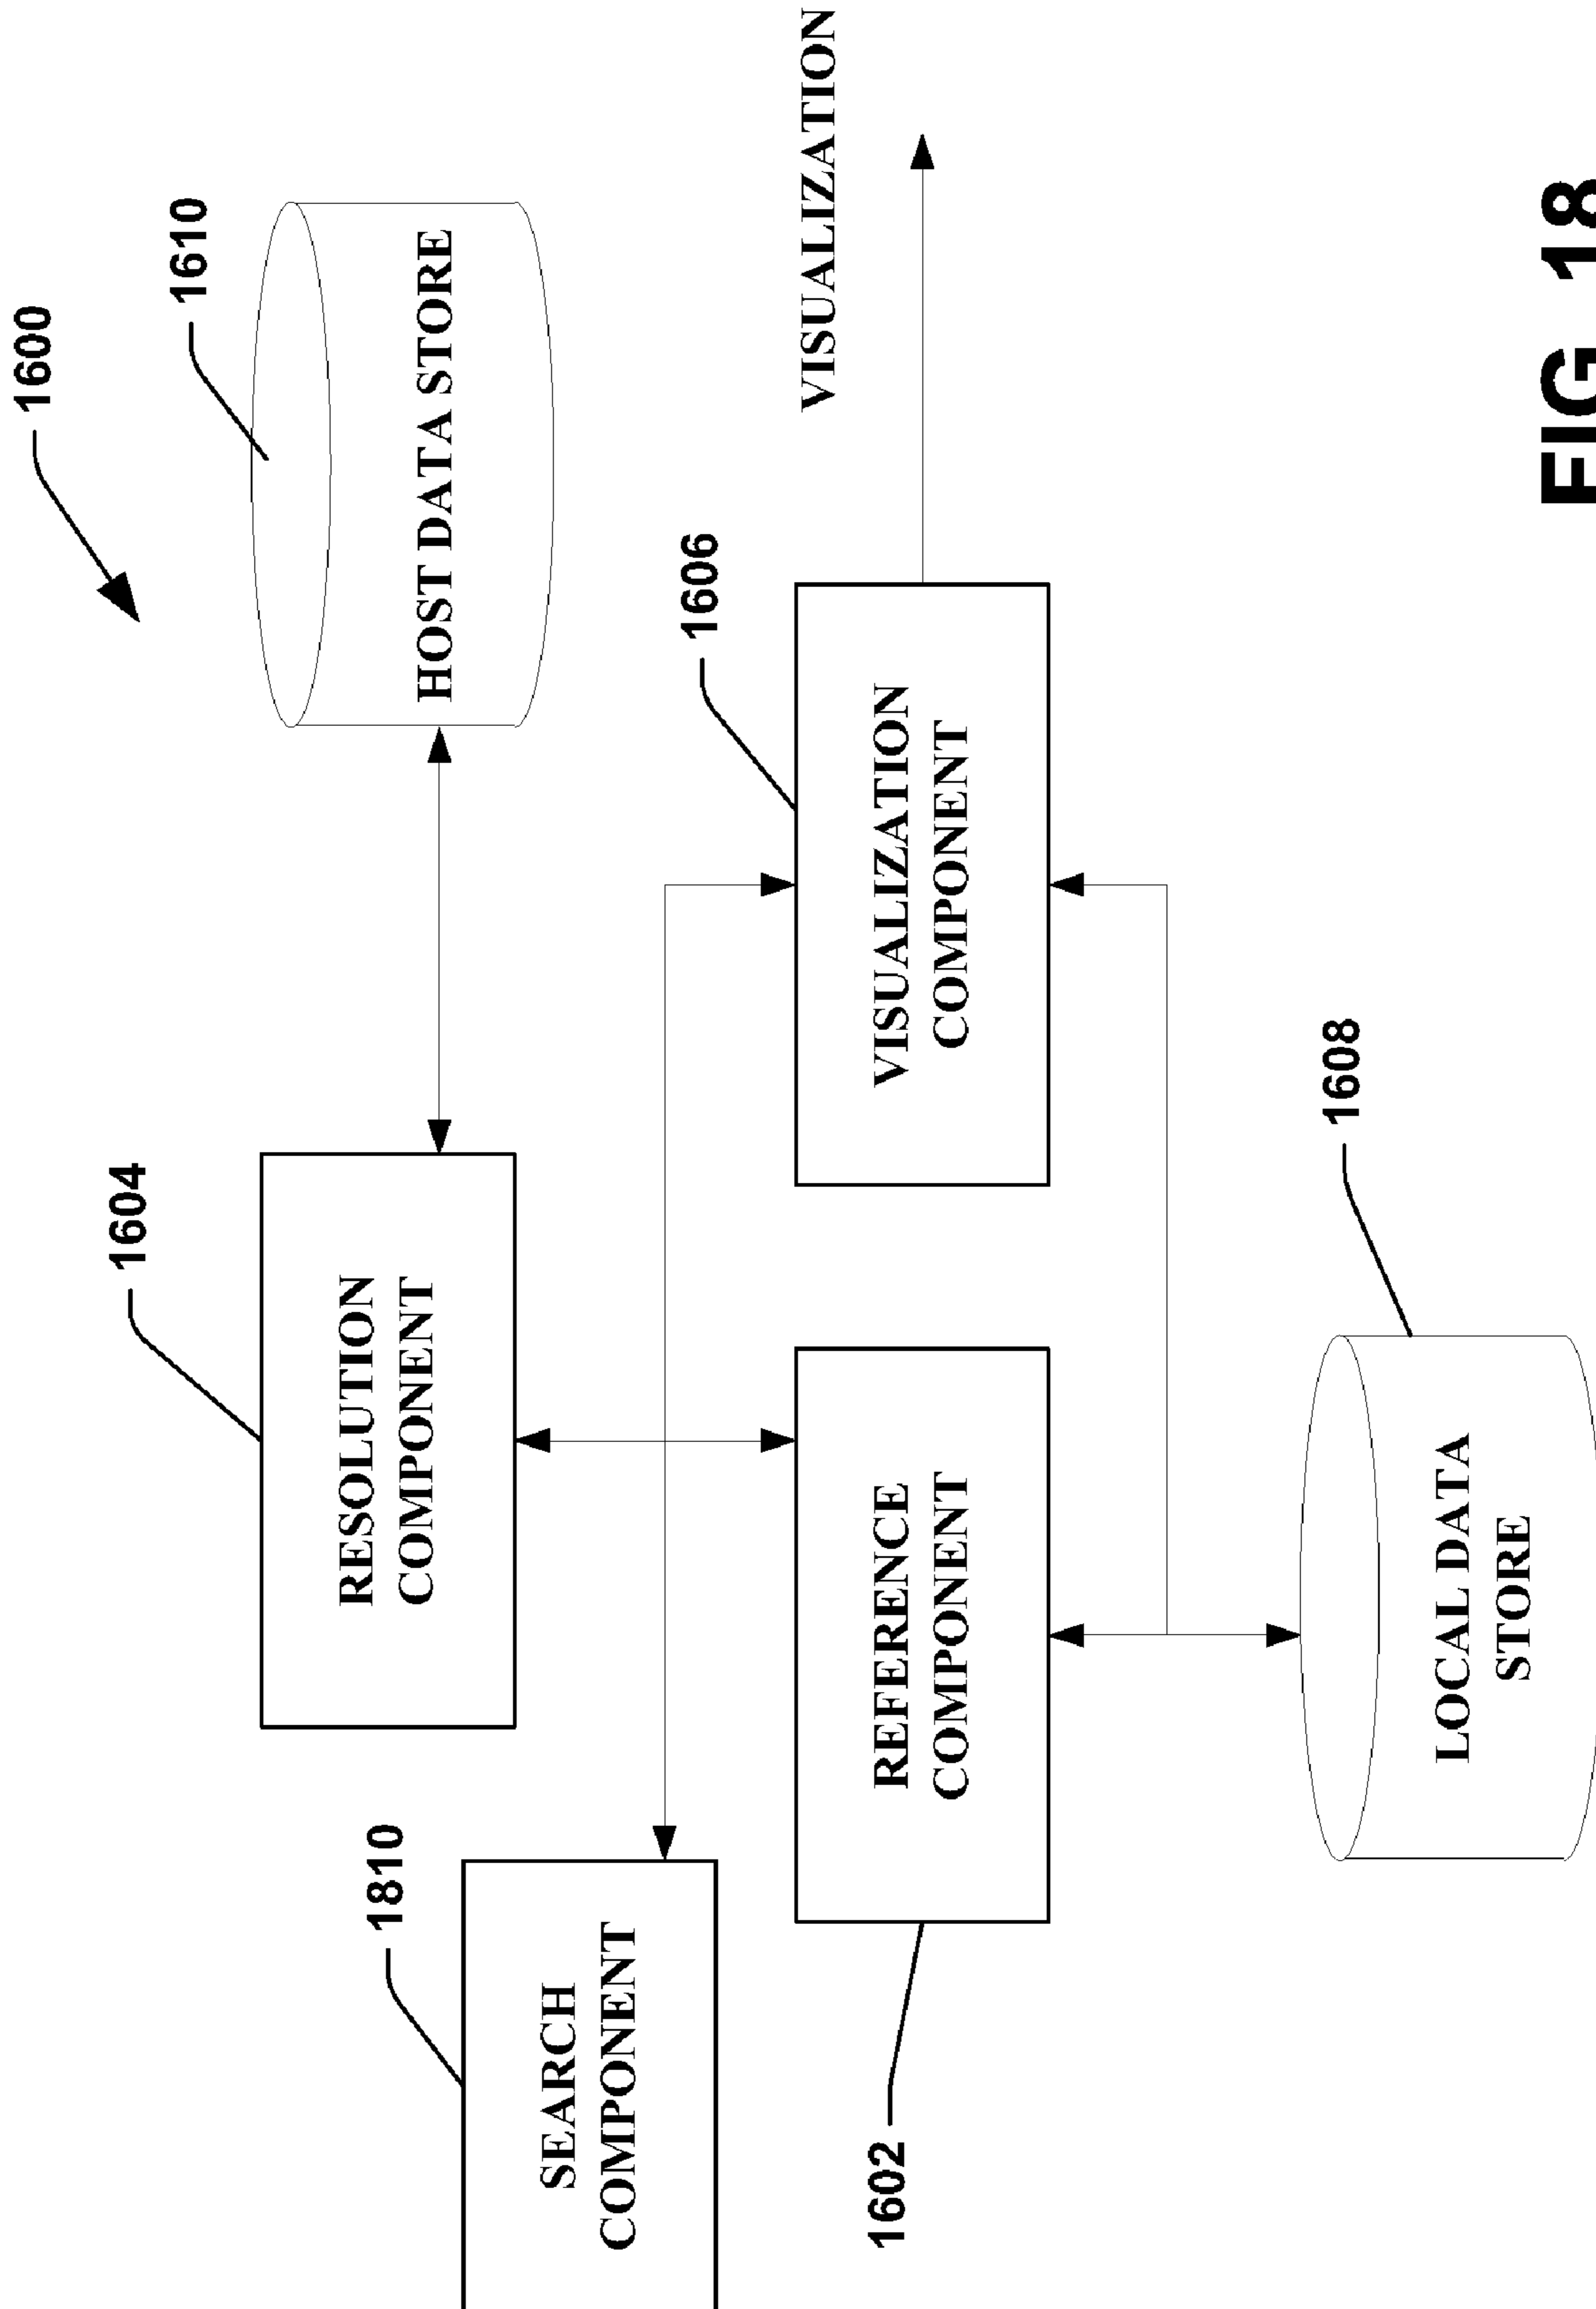 1600
1610
HOST DATA STORE
1604
RESOLUTION
COMPONENT
1810
SEARCH
COMPONENT
1606
VISUALIZATION
COMPONENT
VISUALIZATION
REFERENCE
COMPONENT
1602
1608
LOCAL DATA
STORE
FIG. 18